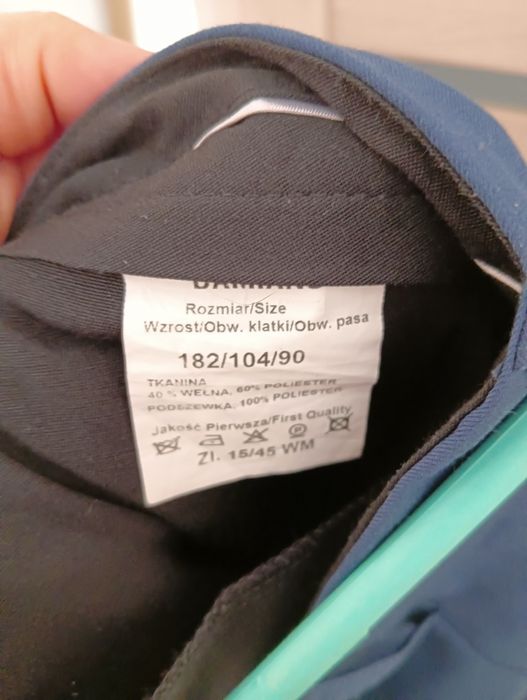 DAMIANO
Rozmiar/Size
Wzrost/Obw. klatki/Obw. pasa
182/104/90
TKANINA
40 % WEŁNA, 60% POLIESTER
PODSZEWKA, 100% POLIESTER
Jakość Pierwsza/First Quality
Zl. 15/45 WM